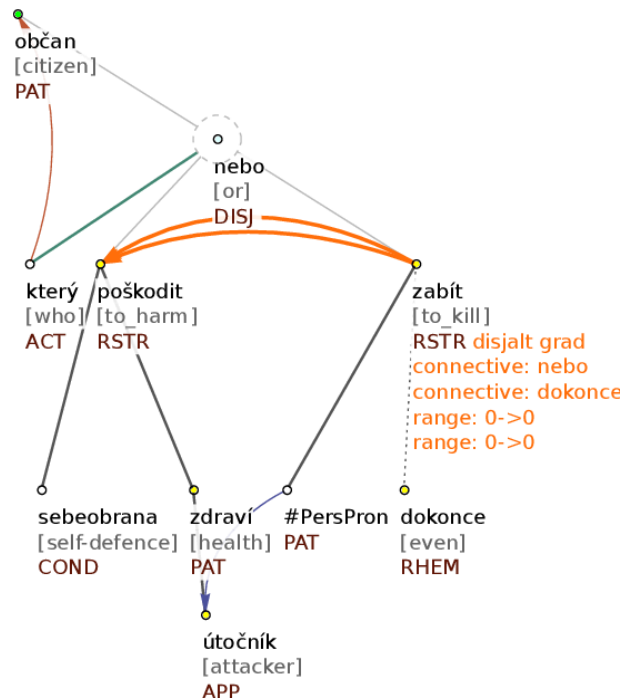 občan
[citizen]
PAT
nebo
[or]
DISJ
který
[who]
ACT
poškodit
[to_harm]
RSTR
zabít
[to_kill]
RSTR disjalt grad
connective: nebo
connective: dokonce
range: 0->0
range: 0->0
sebeobrana
[self-defence]
COND
zdraví
[health]
PAT
#PersPron
PAT
dokonce
[even]
RHEM
útočník
[attacker]
APP